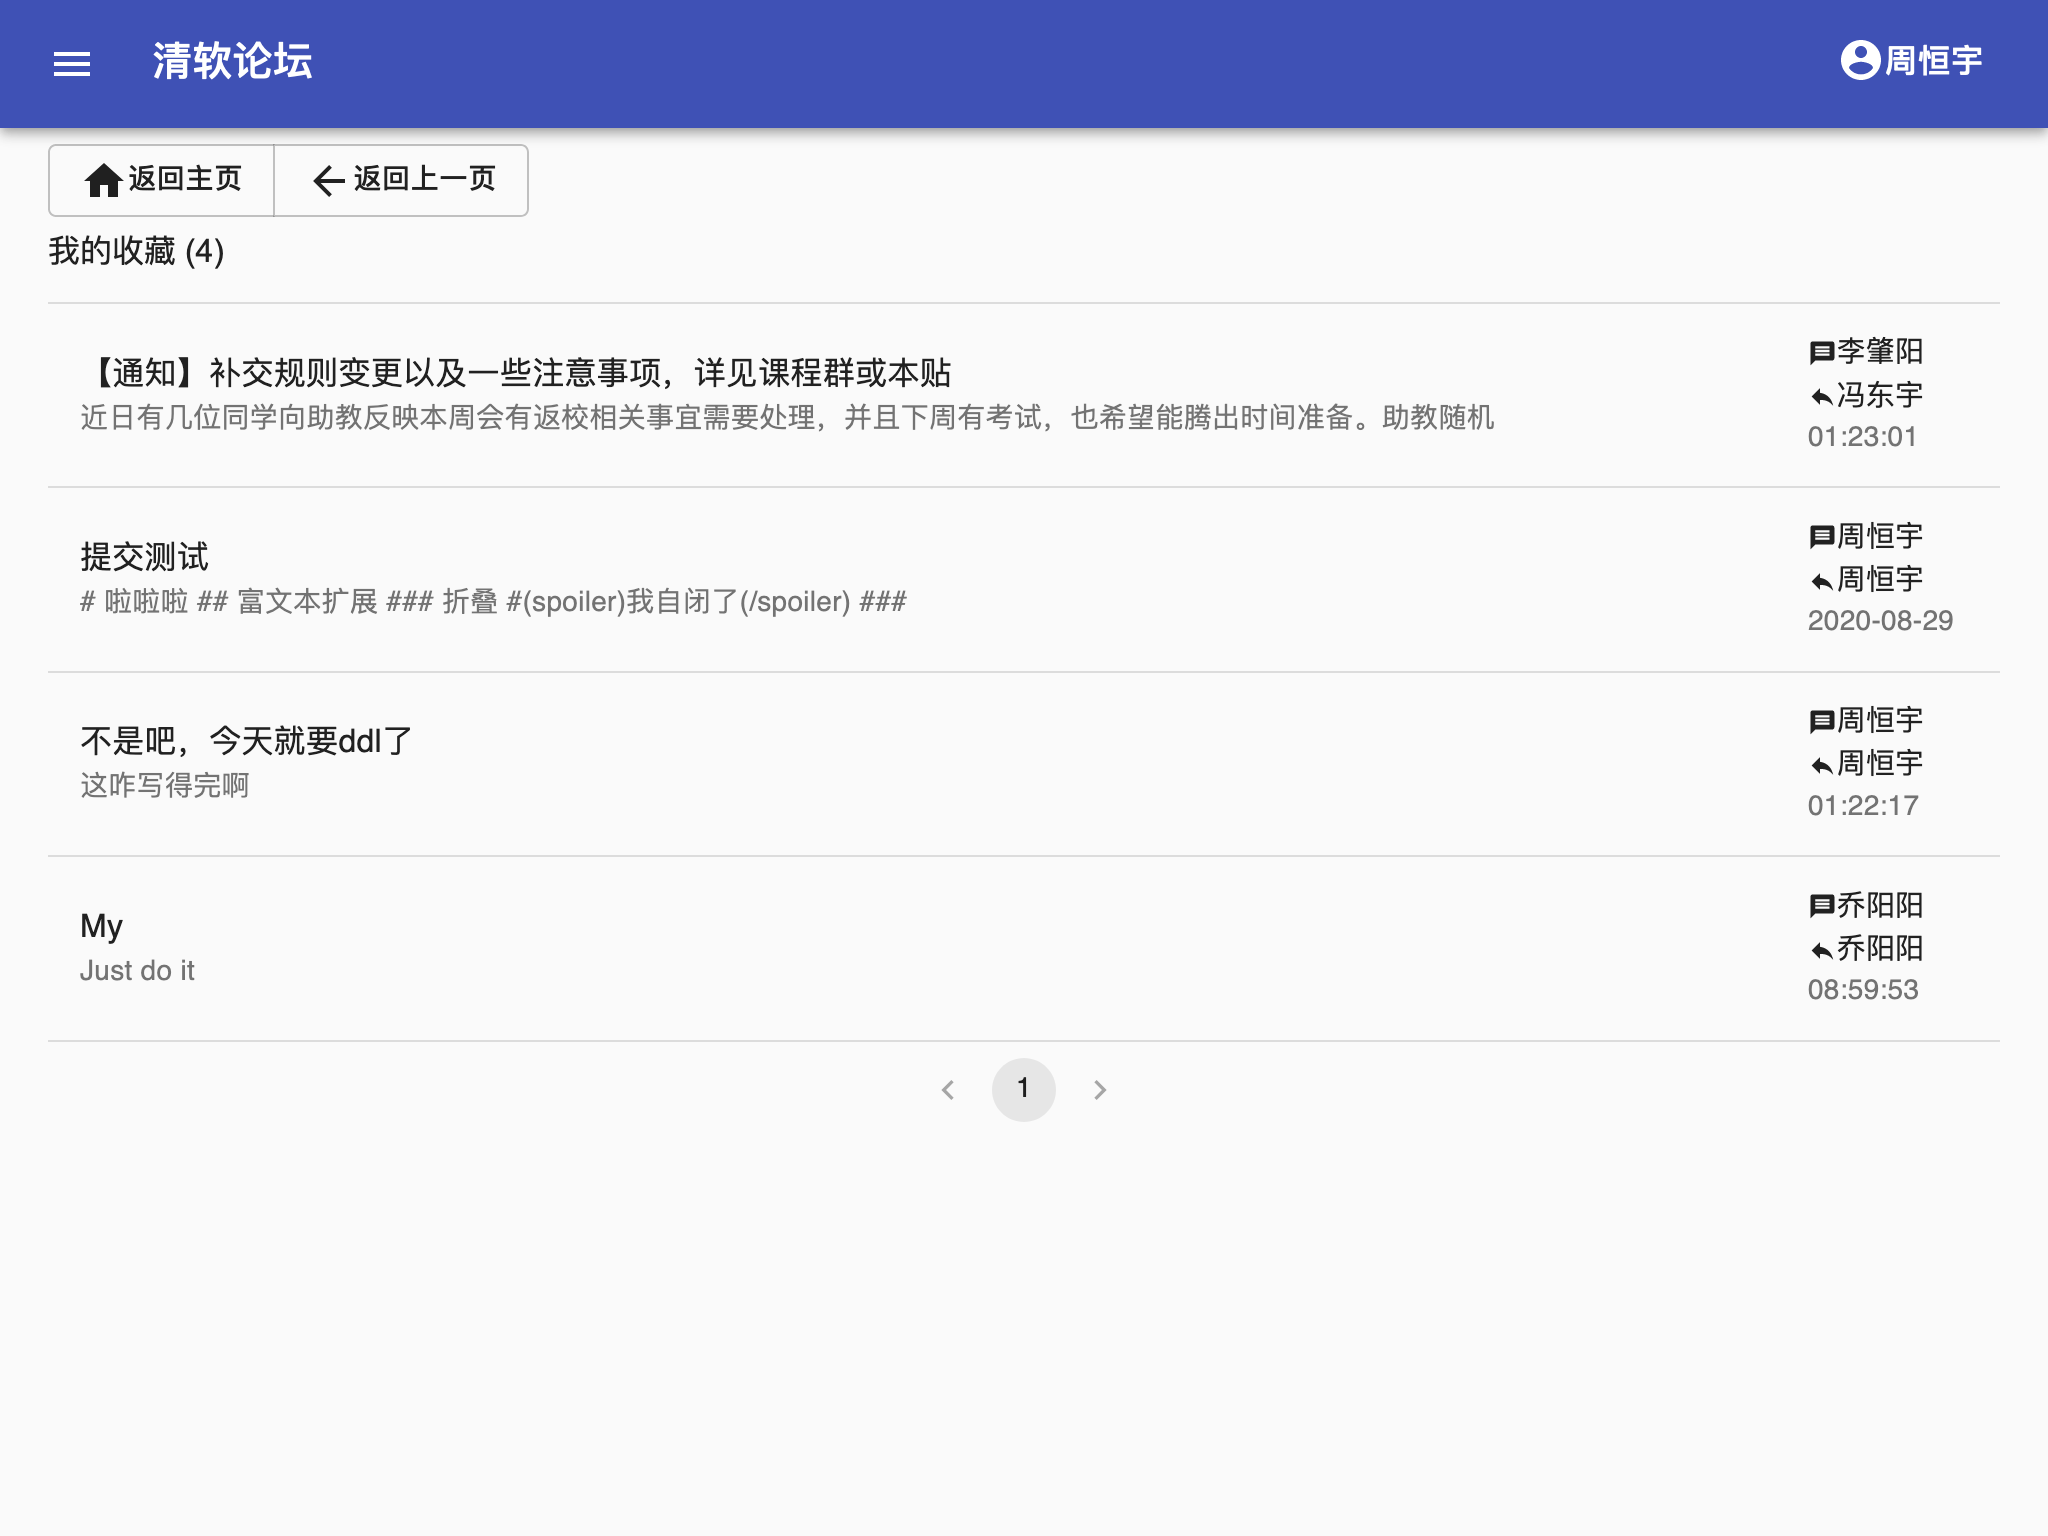 清软论坛
周恒宇
返回主页
返回上一页
我的收藏 (4)
【通知】补交规则变更以及一些注意事项，详见课程群或本贴
近日有几位同学向助教反映本周会有返校相关事宜需要处理，并且下周有考试，也希望能腾出时间准备。助教随机
李肇阳
冯东宇
01:23:01
提交测试
# 啦啦啦 ## 富文本扩展 ### 折叠 #(spoiler)我自闭了(/spoiler) ###
周恒宇
周恒宇
2020-08-29
不是吧，今天就要ddl了
这咋写得完啊
周恒宇
周恒宇
01:22:17
My
Just do it
乔阳阳
乔阳阳
08:59:53
1